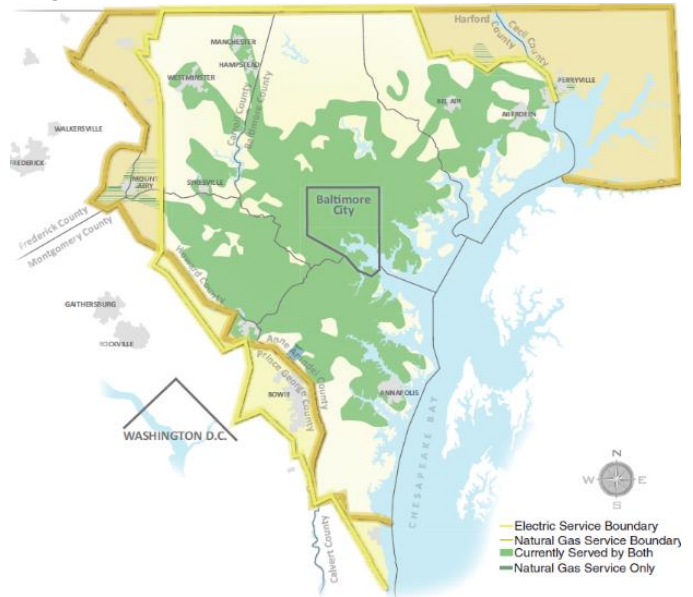 Harford
County
Cecil County
MANCHESTER
HAMPSTEAD
WESTMINSTER
PERRYVILLE
BEL AIR
ABERDEEN
Carroll County
Baltimore County
WALKERSVILLE
FREDERICK
SYKESVILLE
MOUNT
AIRY
Baltimore
City
Frederick County
Montgomery County
Howard County
GAITHERSBURG
ROCKVILLE
Anne Arundel County
Prince George County
BOWIE
ANNAPOLIS
WASHINGTON D.C.
CHESAPEAKE BAY
Calvert County
N
W
E
S
Electric Service Boundary
Natural Gas Service Boundary
Currently Served by Both
Natural Gas Service Only